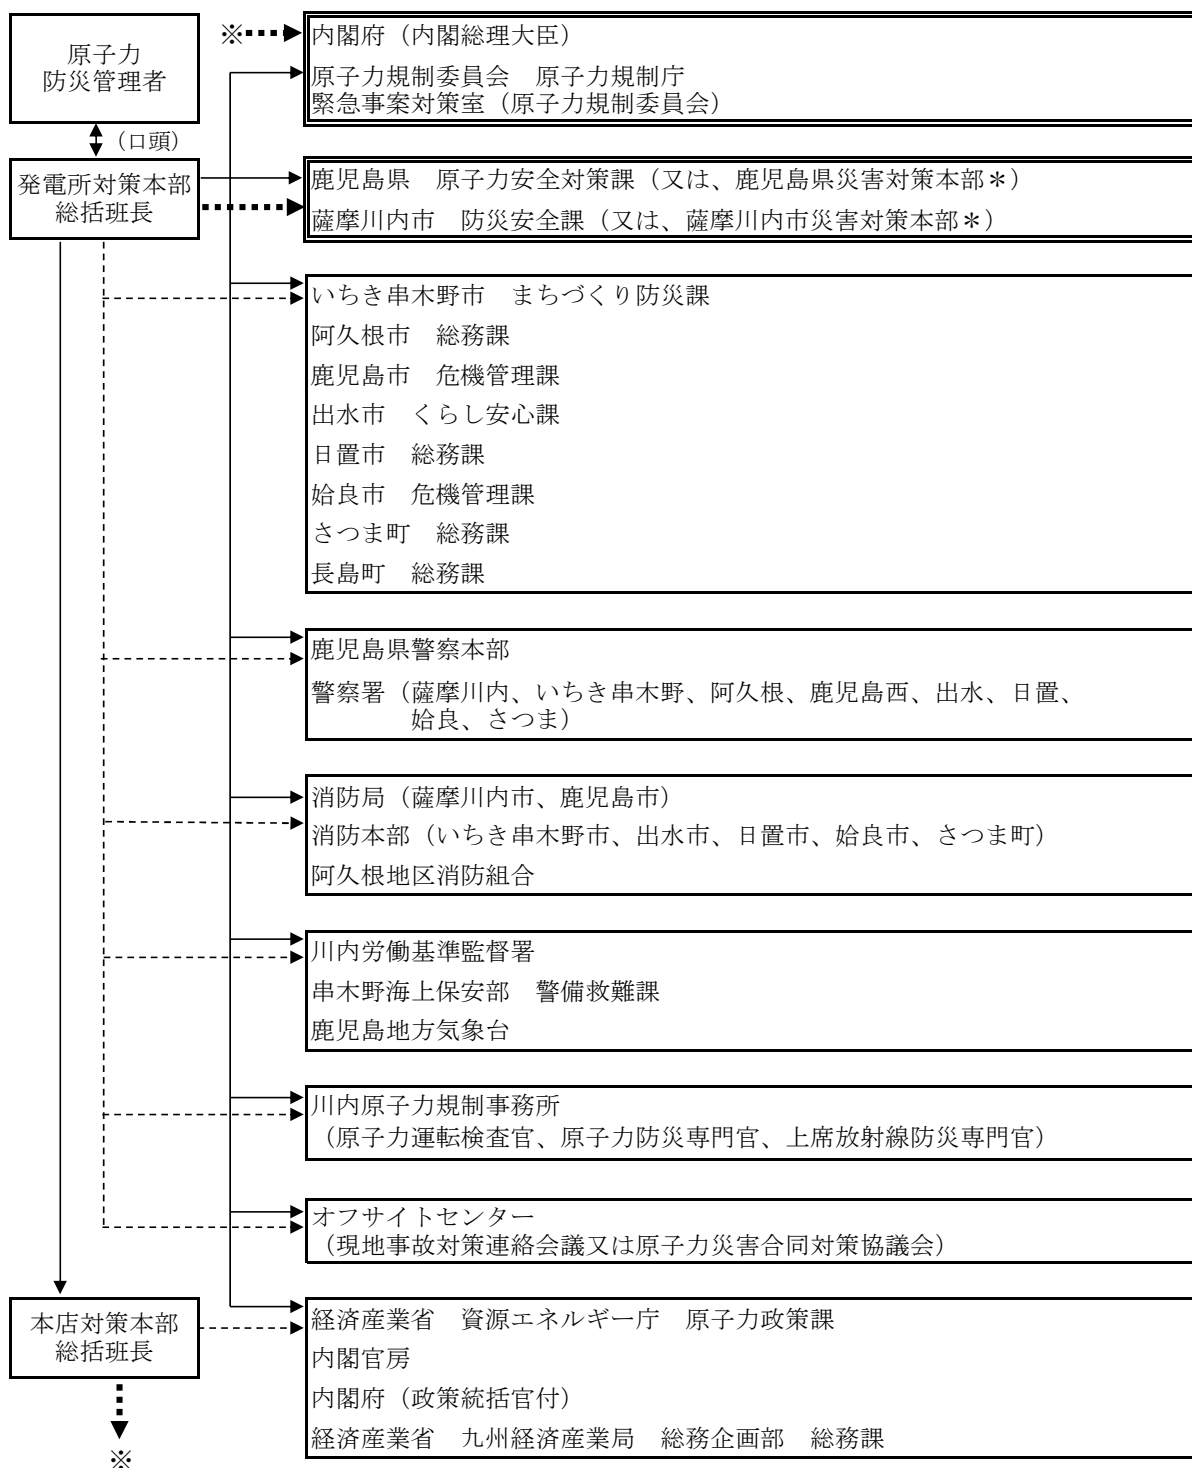 原子力
防災管理者
（口頭）
発電所対策本部
総括班長
本店対策本部
総括班長
※
※
内閣府（内閣総理大臣）
原子力規制委員会　原子力規制庁
緊急事案対策室（原子力規制委員会）
鹿児島県　原子力安全対策課（又は、鹿児島県災害対策本部＊）
薩摩川内市　防災安全課（又は、薩摩川内市災害対策本部＊）
いちき串木野市　まちづくり防災課
阿久根市　総務課
鹿児島市　危機管理課
出水市　くらし安心課
日置市　総務課
姶良市　危機管理課
さつま町　総務課
長島町　総務課
鹿児島県警察本部
警察署（薩摩川内、いちき串木野、阿久根、鹿児島西、出水、日置、
姶良、さつま）
消防局（薩摩川内市、鹿児島市）
消防本部（いちき串木野市、出水市、日置市、姶良市、さつま町）
阿久根地区消防組合
川内労働基準監督署
串木野海上保安部　警備救難課
鹿児島地方気象台
川内原子力規制事務所
（原子力運転検査官、原子力防災専門官、上席放射線防災専門官）
オフサイトセンター
（現地事故対策連絡会議又は原子力災害合同対策協議会）
経済産業省　資源エネルギー庁　原子力政策課
内閣官房
内閣府（政策統括官付）
経済産業省　九州経済産業局　総務企画部　総務課